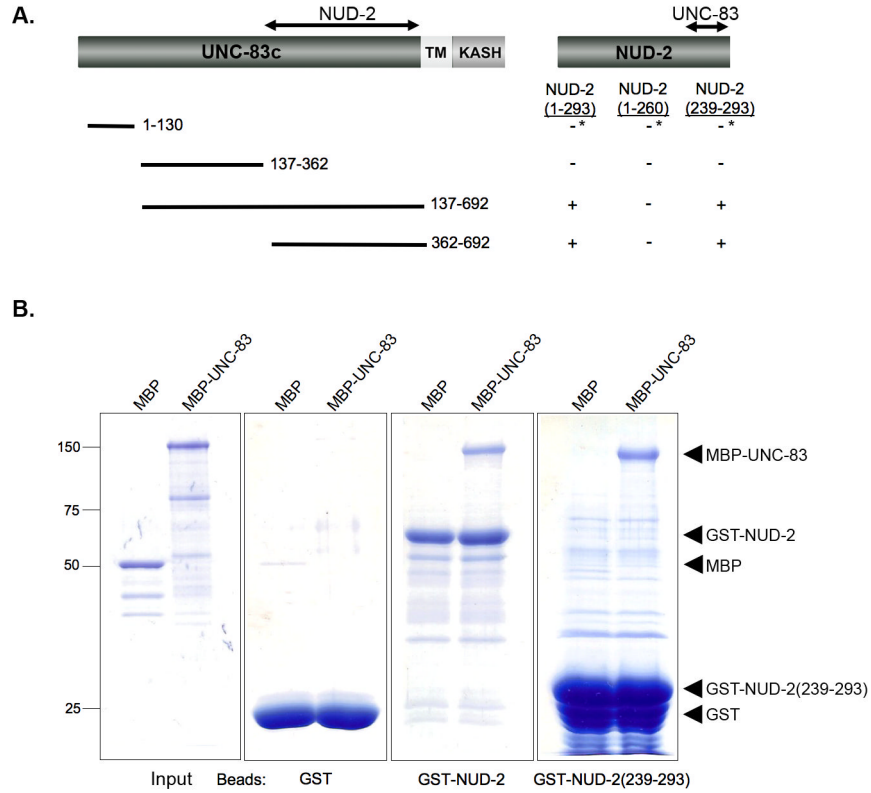 A.
NUD-2
UNC-83
UNC-83c
TM
KASH
NUD-2
NUD-2 NUD-2 NUD-2
(1-293) (1-260) (239-293)
1-130 -* -* -*
137-362 - - -
137-692 + - +
362-692 + - +
B.
MBP MBP-UNC-83 MBP MBP-UNC-83 MBP MBP-UNC-83 MBP MBP-UNC-83
150
75
50
25
MBP-UNC-83
GST-NUD-2
MBP
GST-NUD-2(239-293)
GST
Input Beads: GST GST-NUD-2 GST-NUD-2(239-293)